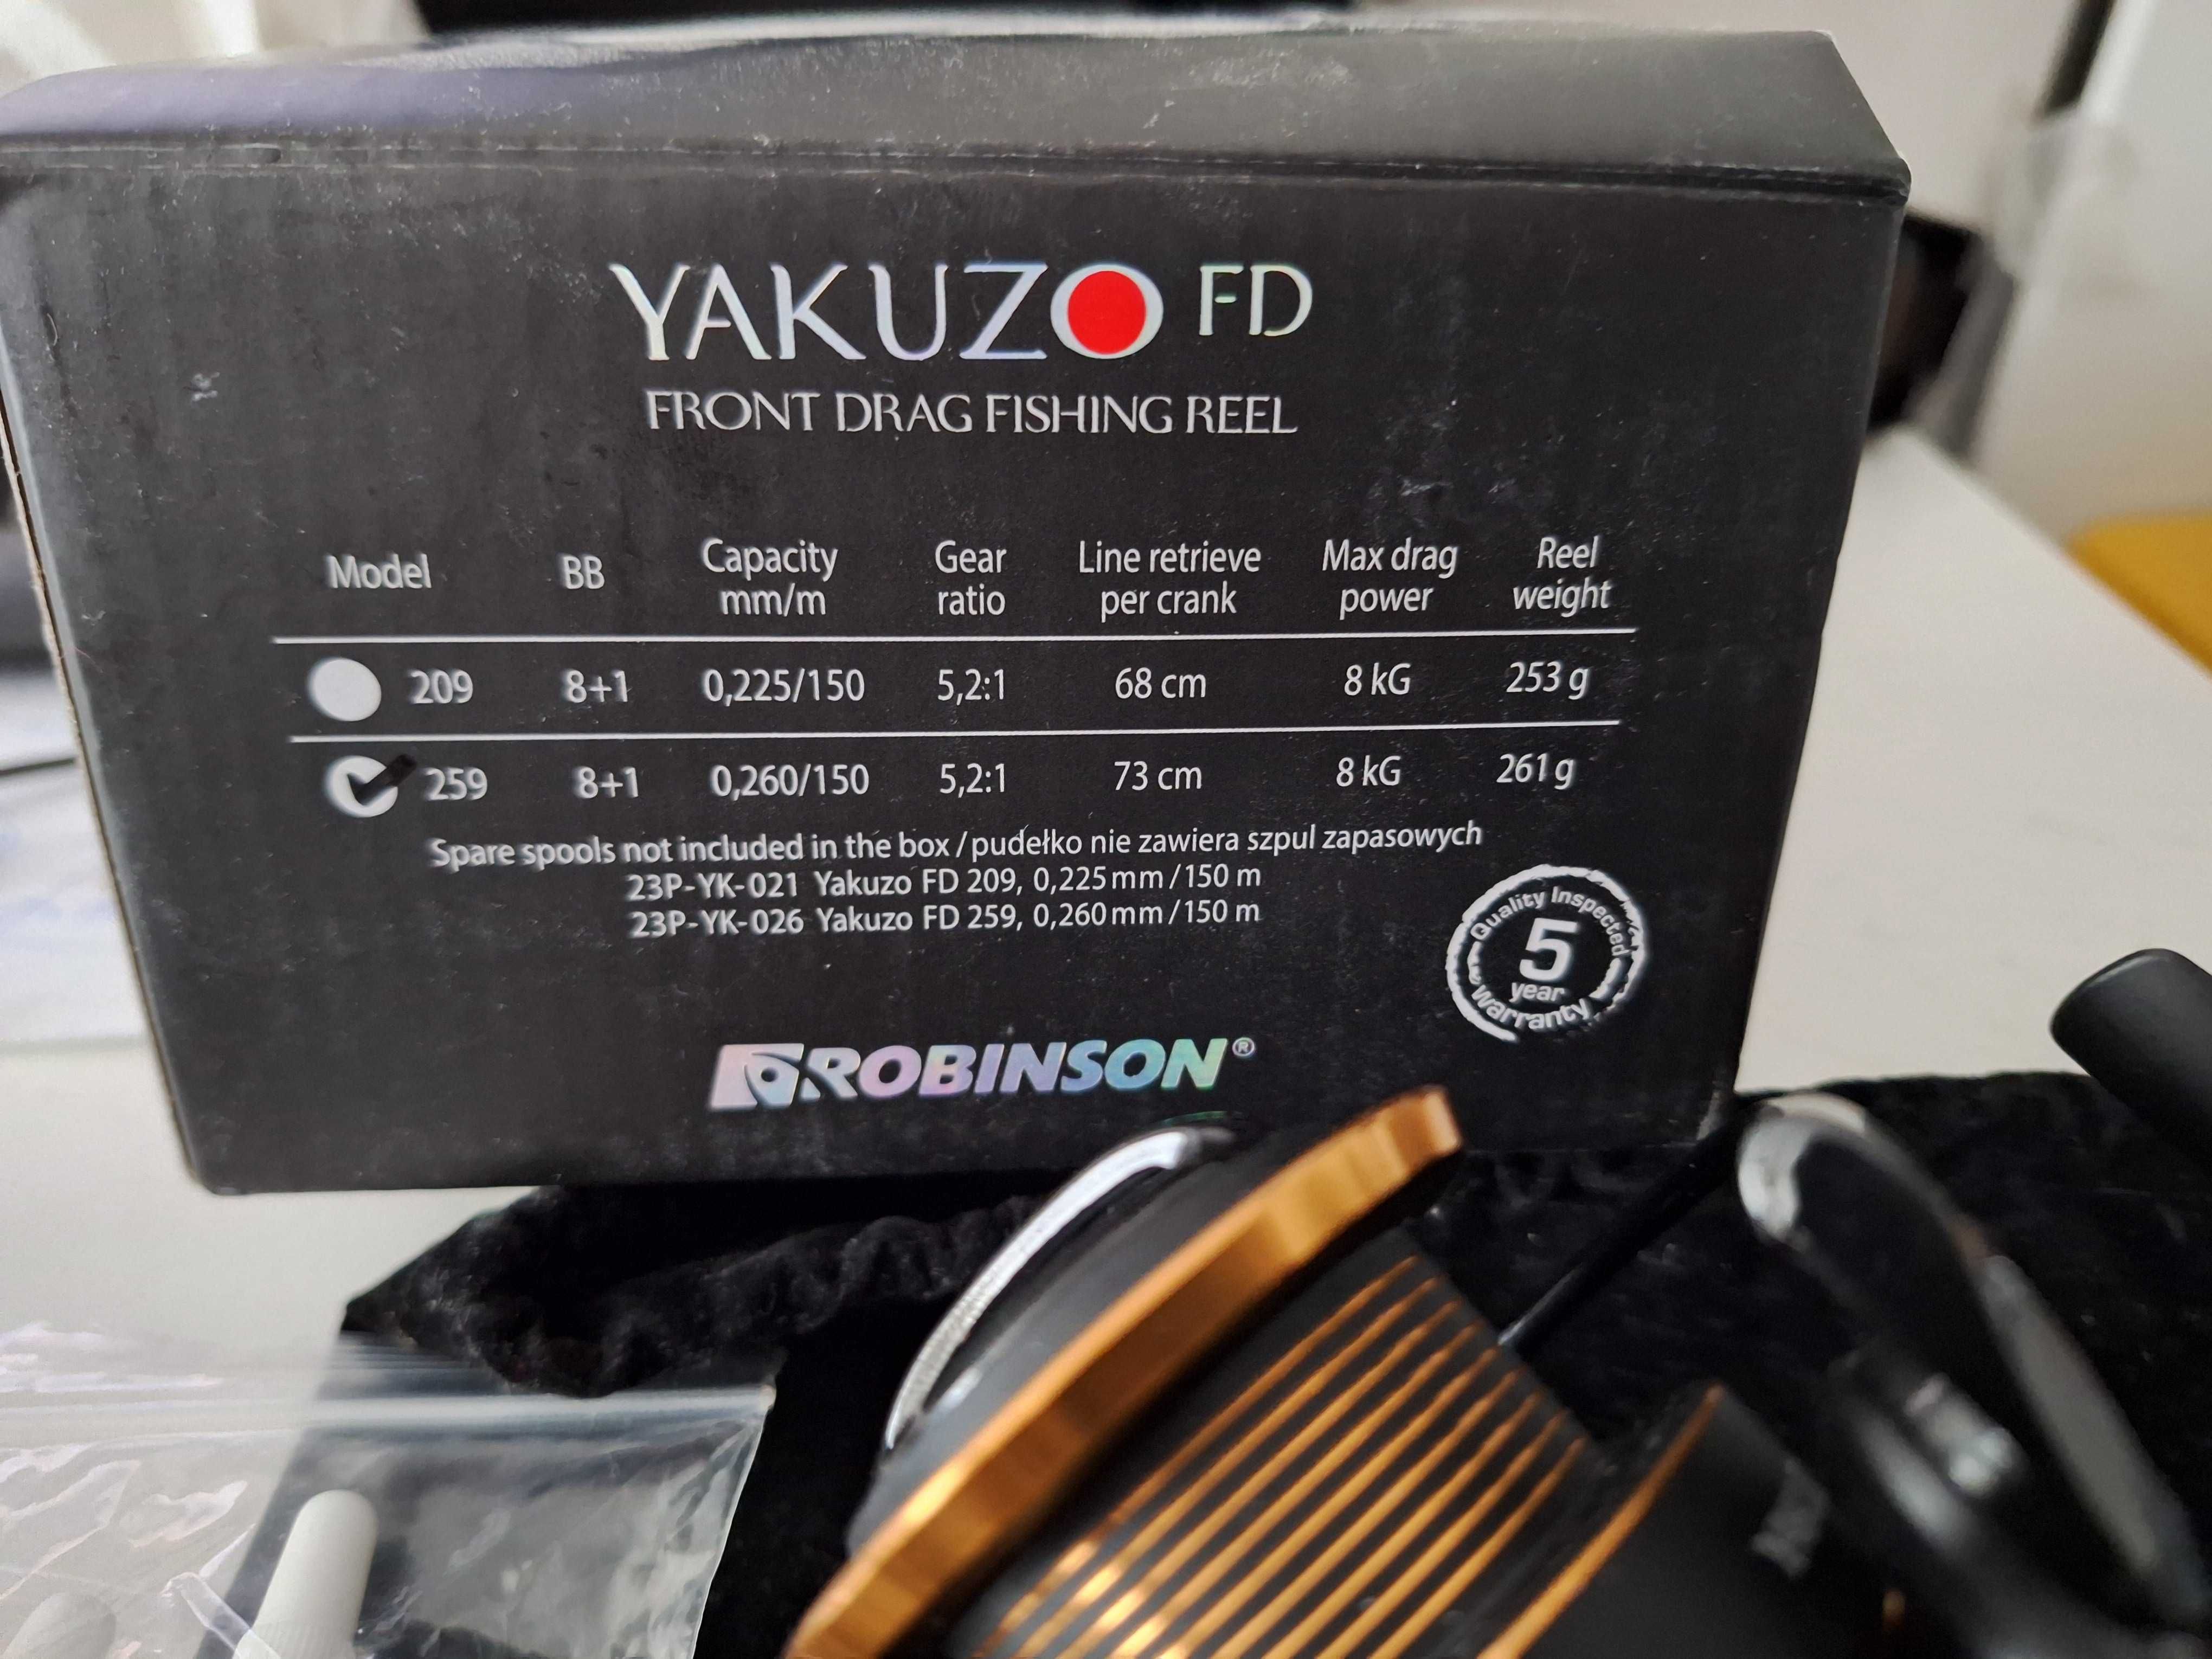 YAKUZO FD
FRONT DRAG FISHING REEL
Model BB Capacity mm/m Gear ratio Line retrieve per crank Max drag power Reel weight
209 8+1 0,225/150 5,2:1 68 cm 8 kG 253 g
259 8+1 0,260/150 5,2:1 73 cm 8 kG 261 g
Spare spools not included in the box / pudełko nie zawiera szpul zapasowych
23P-YK-021 Yakuzo FD 209, 0,225 mm / 150 m
23P-YK-026 Yakuzo FD 259, 0,260 mm / 150 m
Quality Inspected
5
year
Warranty
ROBINSON®